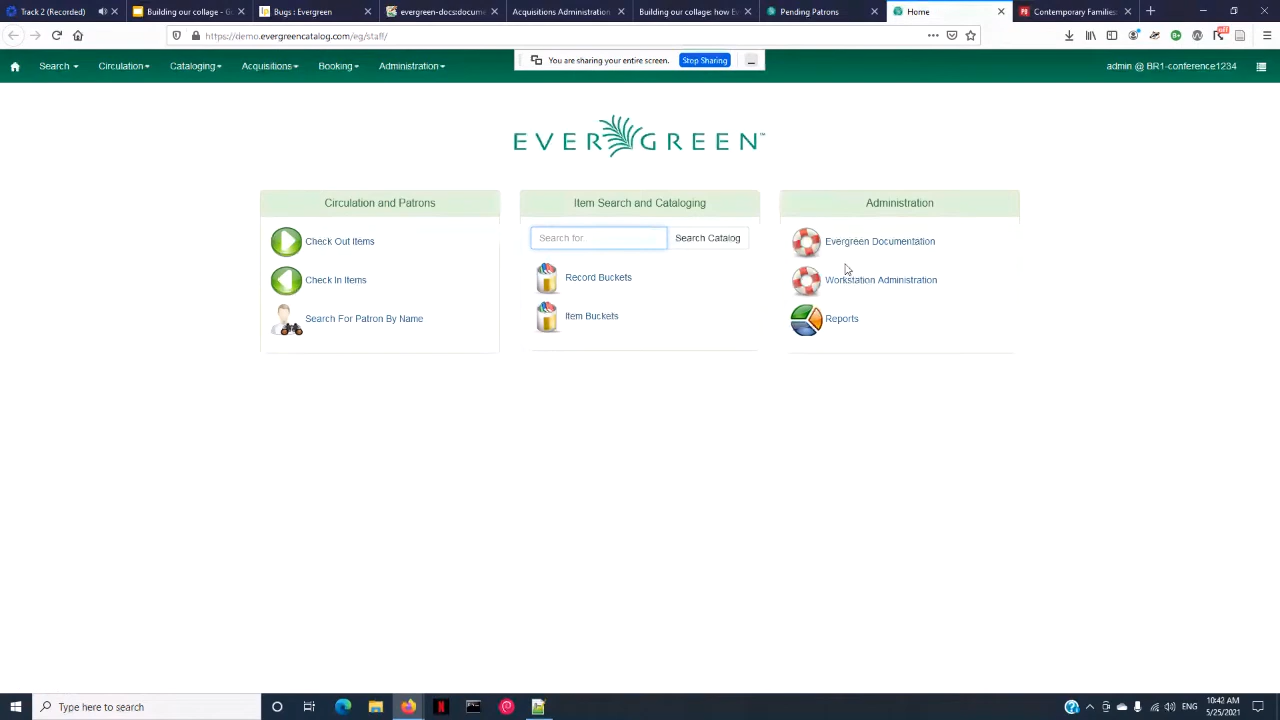 Track 2 (Recorded)
Building our collage - G
Bugs : Evergreen
evergreen-docs:docume
Acquisitions Administration
Building our collage: how E
Pending Patrons
Home
Contemporary Families
https://demo.evergreencatalog.com/eg/staff/
off
You are sharing your entire screen.
Stop Sharing
Search
Circulation
Cataloging
Acquisitions
Booking
Administration
admin @ BR1-conference1234
EVERGREEN™
Circulation and Patrons
Check Out Items
Check In Items
Search For Patron By Name
Item Search and Cataloging
Search for..
Search Catalog
Record Buckets
Item Buckets
Administration
Evergreen Documentation
Workstation Administration
Reports
Type here to search
ENG
10:42 AM
5/25/2021